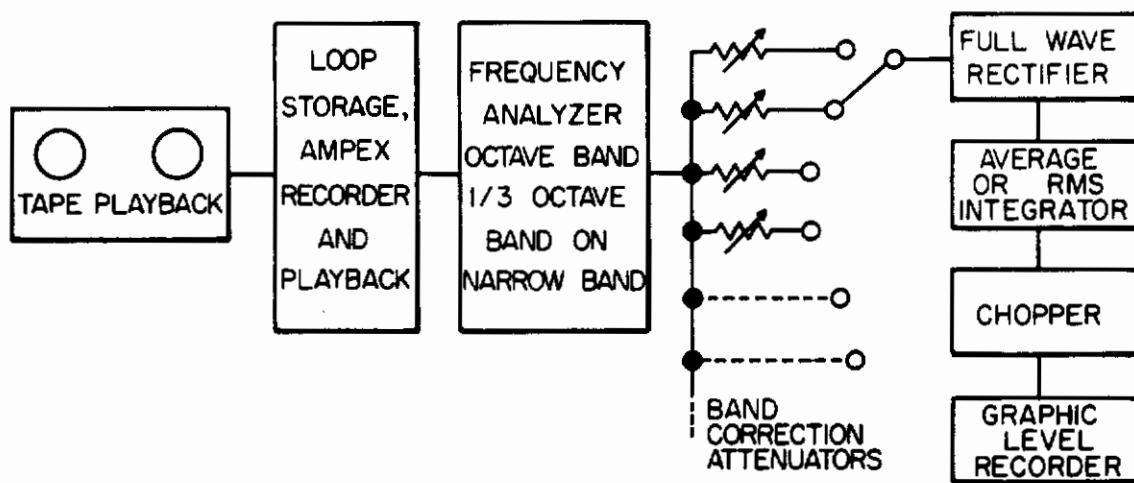 TAPE PLAYBACK
LOOP
STORAGE,
AMPEX
RECORDER
AND
PLAYBACK
FREQUENCY
ANALYZER
OCTAVE BAND
1/3 OCTAVE
BAND ON
NARROW BAND
BAND
CORRECTION
ATTENUATORS
FULL WAVE
RECTIFIER
AVERAGE
OR RMS
INTEGRATOR
CHOPPER
GRAPHIC
LEVEL
RECORDER